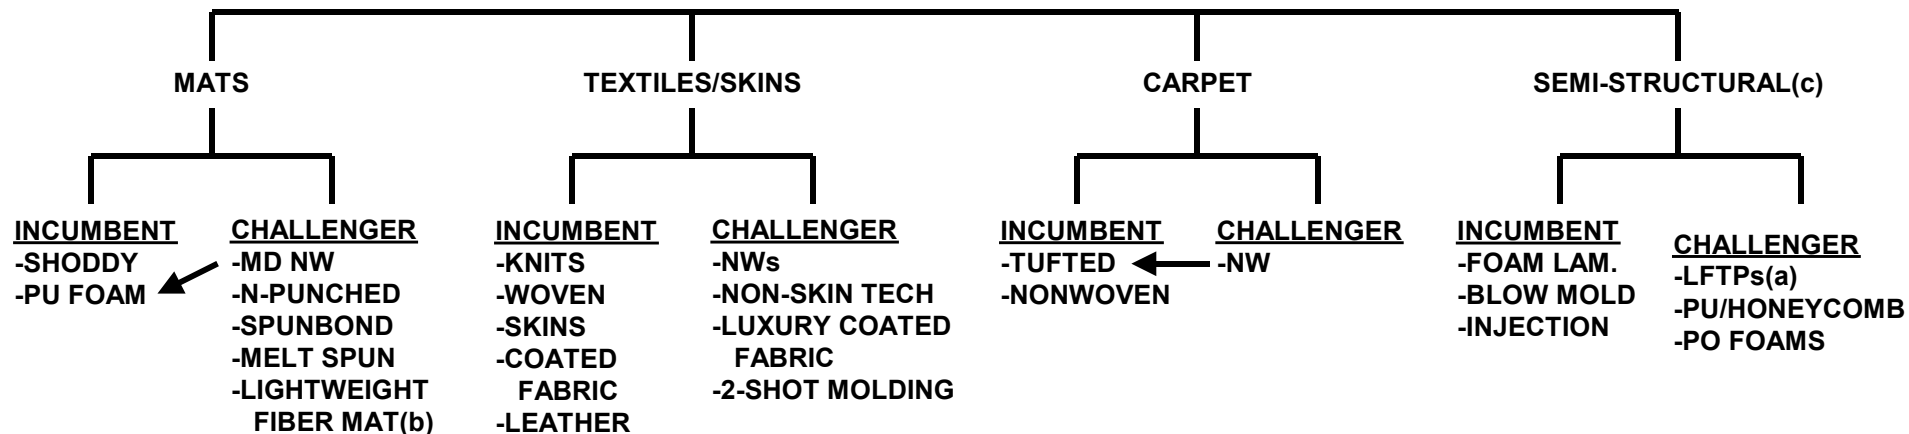 MATS
TEXTILES/SKINS
CARPET
SEMI-STRUCTURAL(c)
INCUMBENT
-SHODDY
-PU FOAM
CHALLENGER
-MD NW
-N-PUNCHED
-SPUNBOND
-MELT SPUN
-LIGHTWEIGHT
FIBER MAT(b)
INCUMBENT
-KNITS
-WOVEN
-SKINS
-COATED
FABRIC
-LEATHER
CHALLENGER
-NWs
-NON-SKIN TECH
-LUXURY COATED
FABRIC
-2-SHOT MOLDING
INCUMBENT
-TUFTED
-NONWOVEN
CHALLENGER
-NW
INCUMBENT
-FOAM LAM.
-BLOW MOLD
-INJECTION
CHALLENGER
-LFTPs(a)
-PU/HONEYCOMB
-PO FOAMS